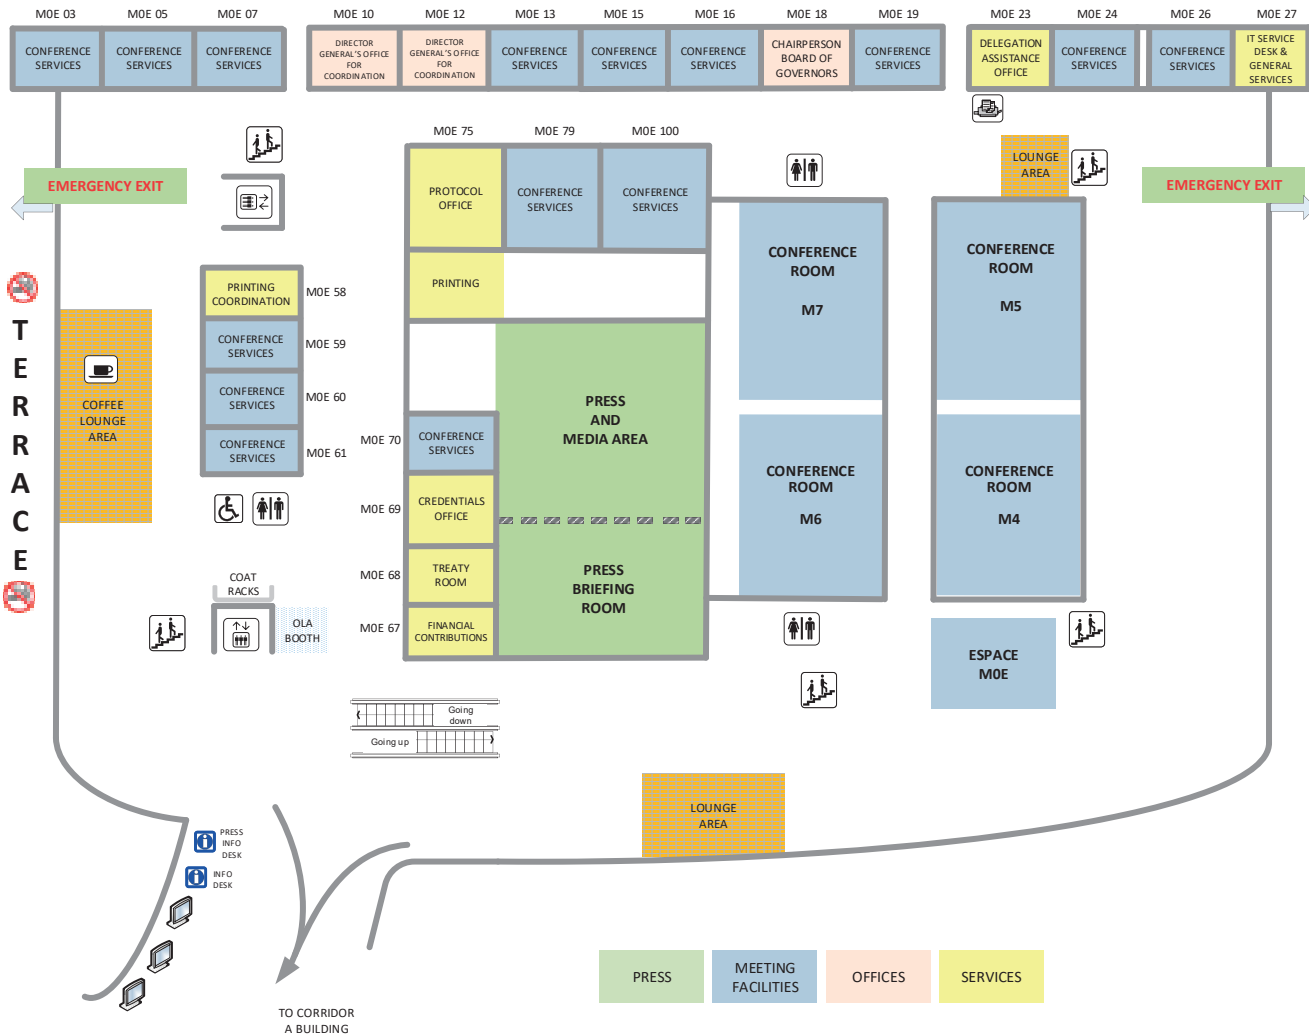 M0E 03 M0E 05 M0E 07 M0E 10 M0E 12 M0E 13 M0E 15 M0E 16 M0E 18 M0E 19 M0E 23 M0E 24 M0E 26 M0E 27
CONFERENCE
SERVICES
CONFERENCE
SERVICES
CONFERENCE
SERVICES
DIRECTOR
GENERAL'S OFFICE
FOR
COORDINATION
DIRECTOR
GENERAL'S OFFICE
FOR
COORDINATION
CONFERENCE
SERVICES
CONFERENCE
SERVICES
CONFERENCE
SERVICES
CHAIRPERSON
BOARD OF
GOVERNORS
CONFERENCE
SERVICES
DELEGATION
ASSISTANCE
OFFICE
CONFERENCE
SERVICES
CONFERENCE
SERVICES
IT SERVICE
DESK &
GENERAL
SERVICES
M0E 75 M0E 79 M0E 100
EMERGENCY EXIT
PROTOCOL
OFFICE
CONFERENCE
SERVICES
CONFERENCE
SERVICES
LOUNGE
AREA
EMERGENCY EXIT
PRINTING
CONFERENCE
ROOM
M7
CONFERENCE
ROOM
M5
PRINTING
COORDINATION
M0E 58
CONFERENCE
SERVICES
M0E 59
CONFERENCE
SERVICES
M0E 60
CONFERENCE
SERVICES
M0E 61
T
E
R
R
A
C
E
COFFEE
LOUNGE
AREA
PRESS
AND
MEDIA AREA
M0E 70
CONFERENCE
SERVICES
M0E 69
CREDENTIALS
OFFICE
CONFERENCE
ROOM
M6
CONFERENCE
ROOM
M4
M0E 68
TREATY
ROOM
PRESS
BRIEFING
ROOM
COAT
RACKS
OLA
BOOTH
M0E 67
FINANCIAL
CONTRIBUTIONS
ESPACE
M0E
Going
down
Going up
LOUNGE
AREA
PRESS
INFO
DESK
INFO
DESK
PRESS
MEETING
FACILITIES
OFFICES
SERVICES
TO CORRIDOR
A BUILDING